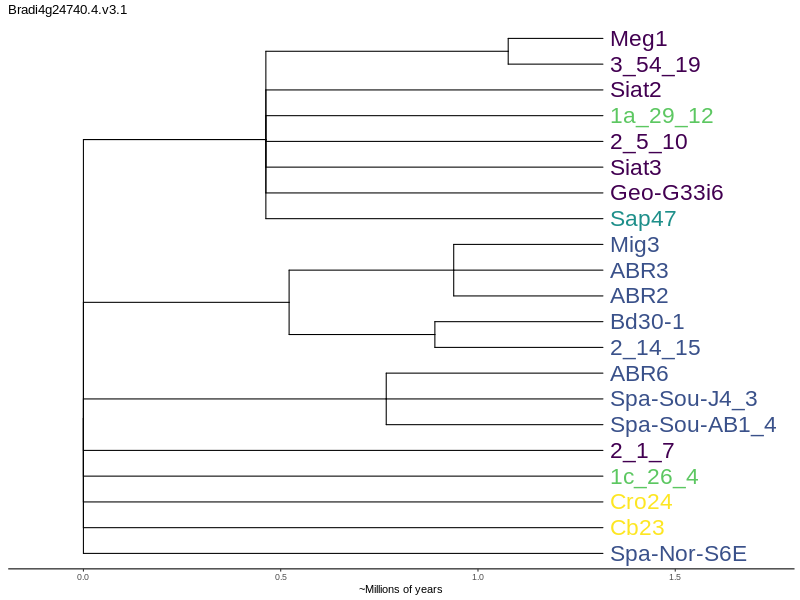 Bradi4g24740.4.v3.1
Meg1
3_54_19
Siat2
1a_29_12
2_5_10
Siat3
Geo-G33i6
Sap47
Mig3
ABR3
ABR2
Bd30-1
2_14_15
ABR6
Spa-Sou-J4_3
Spa-Sou-AB1_4
2_1_7
1c_26_4
Cro24
Cb23
Spa-Nor-S6E
0.0 0.5 1.0 1.5
~Millions of years